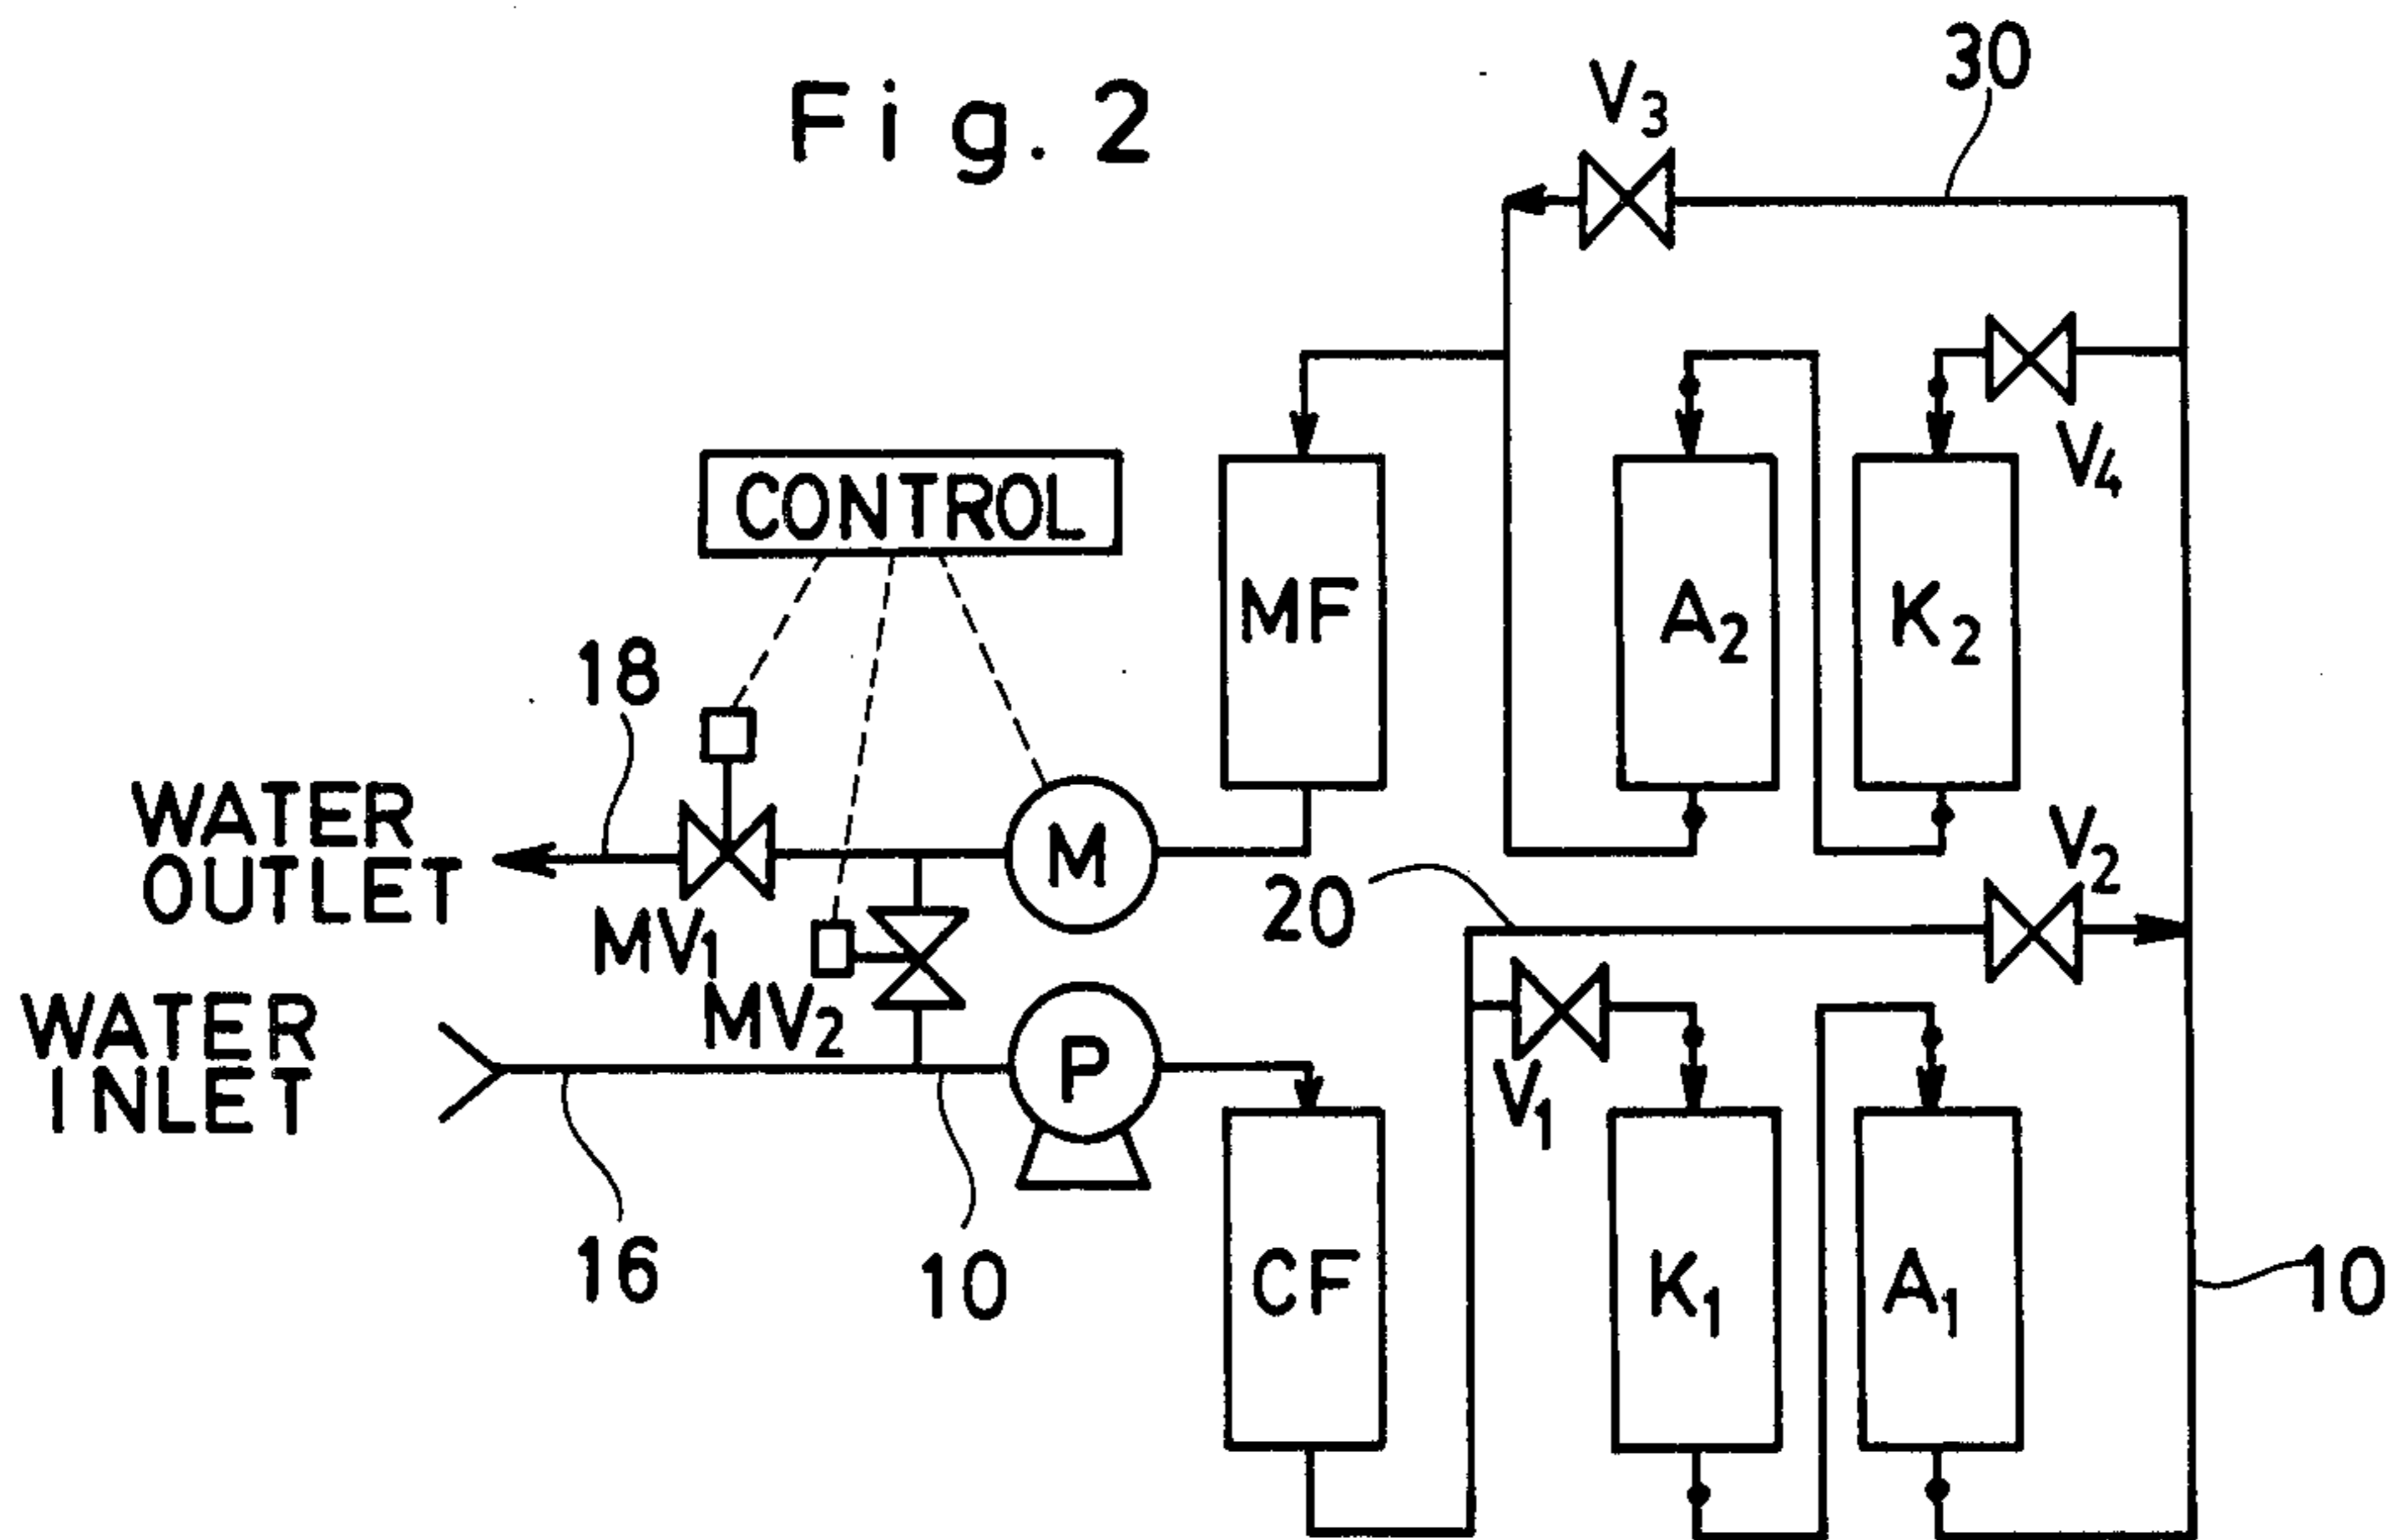 Fig. 2
30
V3
V4
CONTROL
MF
A2
K2
18
WATER
OUTLET
M
V2
20
MV1
MV2
WATER
INLET
P
V1
16
10
CF
K1
A1
10